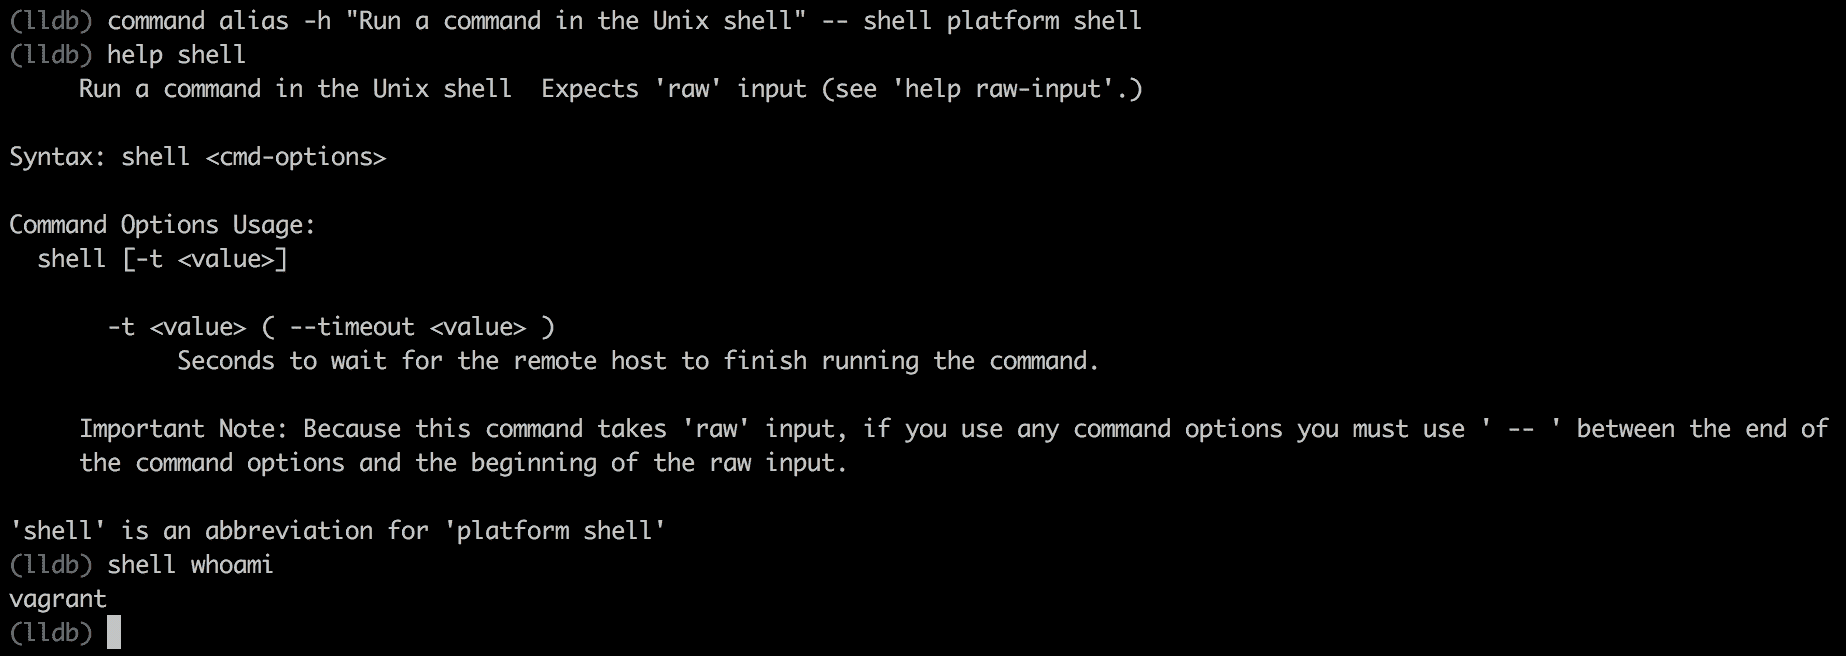 (lldb) command alias -h "Run a command in the Unix shell" -- shell platform shell
(lldb) help shell
     Run a command in the Unix shell  Expects 'raw' input (see 'help raw-input'.)

Syntax: shell <cmd-options>

Command Options Usage:
  shell [-t <value>]

       -t <value> ( --timeout <value> )
            Seconds to wait for the remote host to finish running the command.

     Important Note: Because this command takes 'raw' input, if you use any command options you must use ' -- ' between the end of
     the command options and the beginning of the raw input.

'shell' is an abbreviation for 'platform shell'
(lldb) shell whoami
vagrant
(lldb)